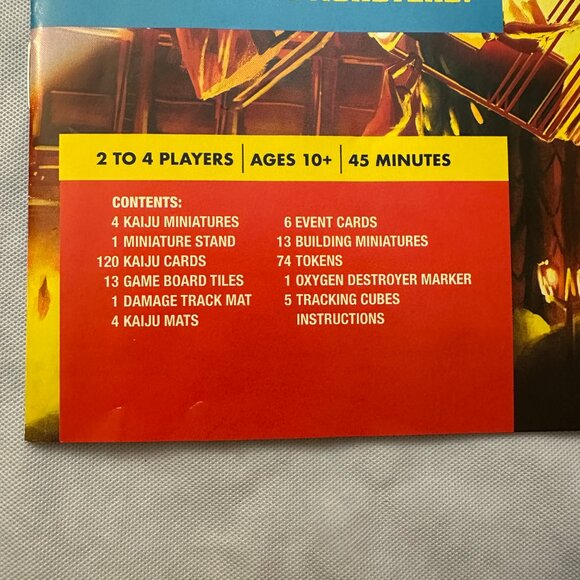 2 TO 4 PLAYERS | AGES 10+ | 45 MINUTES
CONTENTS:
4 KAIJU MINIATURES
1 MINIATURE STAND
120 KAIJU CARDS
13 GAME BOARD TILES
1 DAMAGE TRACK MAT
4 KAIJU MATS
6 EVENT CARDS
13 BUILDING MINIATURES
74 TOKENS
1 OXYGEN DESTROYER MARKER
5 TRACKING CUBES
INSTRUCTIONS